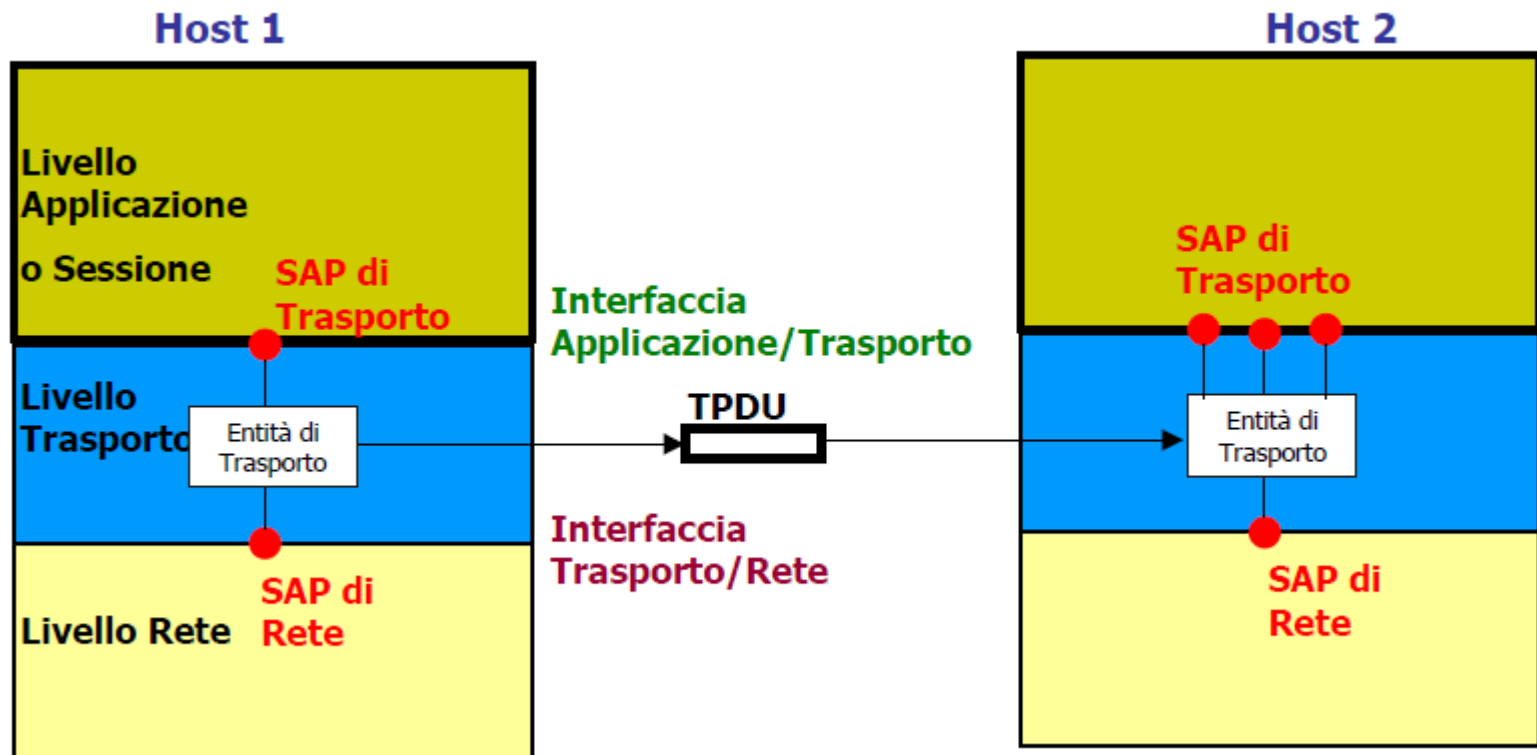 Host 1
Host 2
Livello
Applicazione
o Sessione
SAP di
Trasporto
Interfaccia
Applicazione/Trasporto
SAP di
Trasporto
Livello
Trasporto
Entità di
Trasporto
TPDU
Entità di
Trasporto
Interfaccia
Trasporto/Rete
Livello Rete
SAP di
Rete
SAP di
Rete